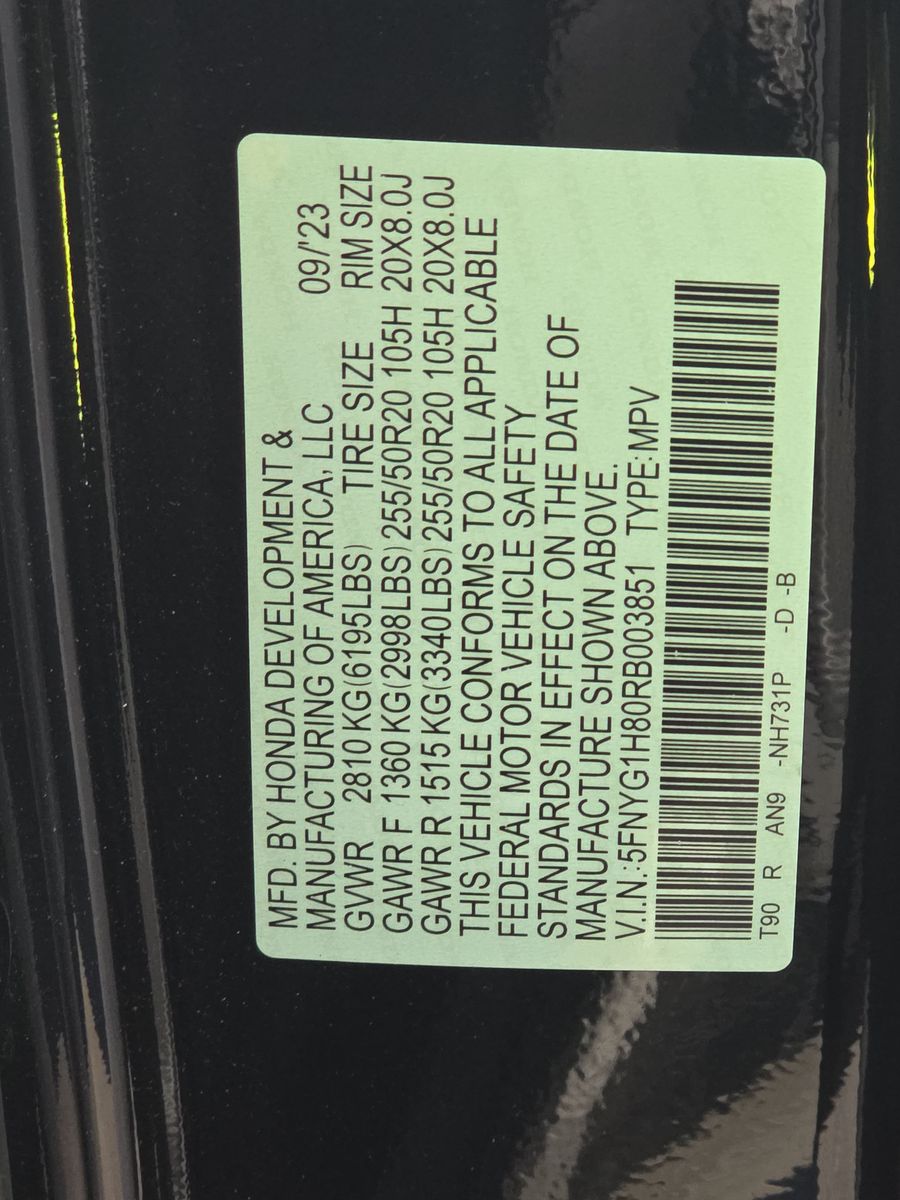 MFD. BY HONDA DEVELOPMENT &
MANUFACTURING OF AMERICA, LLC 09/'23
GVWR 2810 KG(6195LBS) TIRE SIZE RIM SIZE
GAWR F 1360 KG(2998LBS) 255/50R20 105H 20X8.0J
GAWR R 1515 KG(3340LBS) 255/50R20 105H 20X8.0J
THIS VEHICLE CONFORMS TO ALL APPLICABLE
FEDERAL MOTOR VEHICLE SAFETY
STANDARDS IN EFFECT ON THE DATE OF
MANUFACTURE SHOWN ABOVE.
V.I.N.:5FNYG1H80RB003851 TYPE:MPV
T90 R AN9 -NH731P -D -B